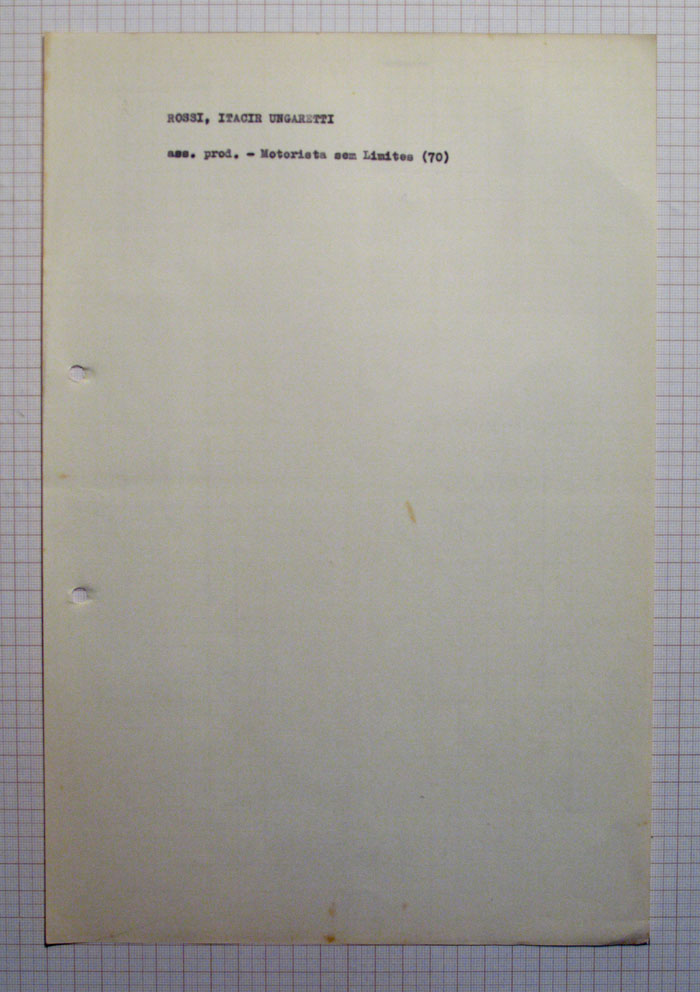 ROSSI, ITACIR UNGARETTI
ass. prod. - Motorista sem Limites (70)